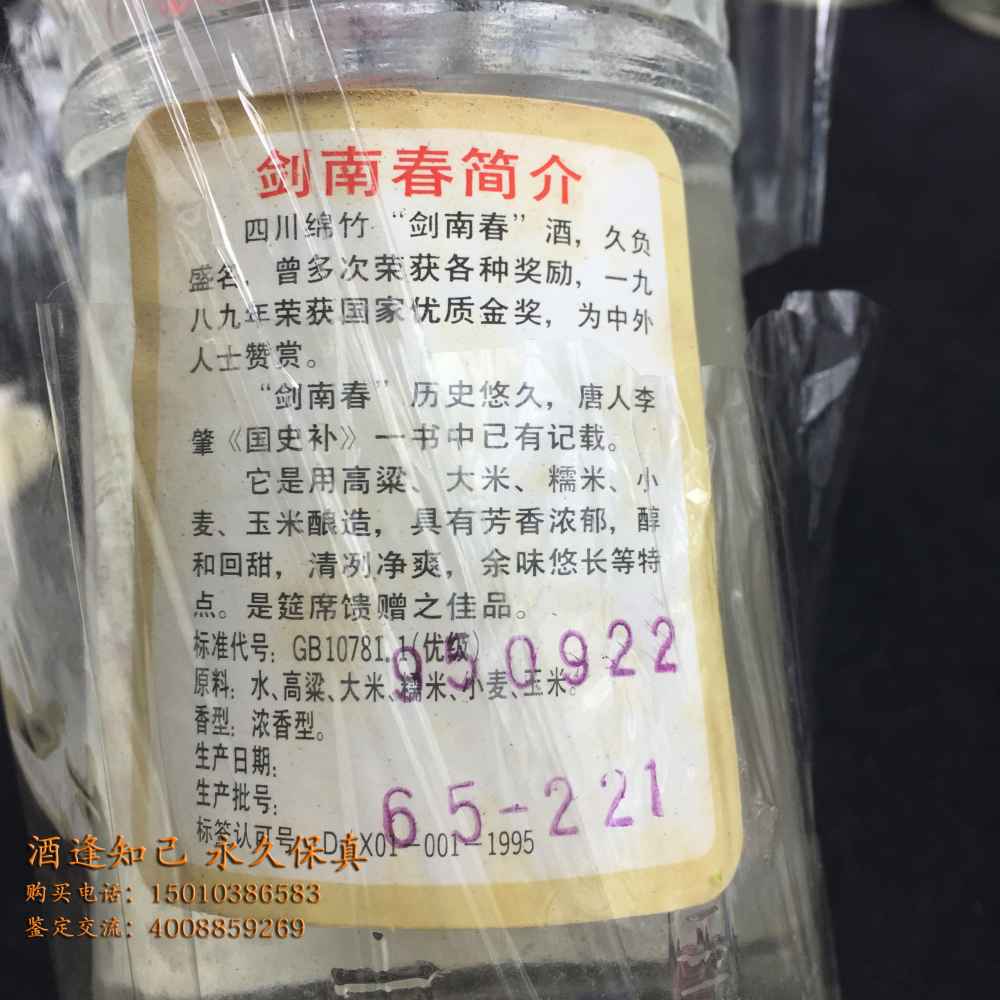 剑南春简介
四川绵竹“剑南春”酒，久负
盛名，曾多次荣获各种奖励，一九
八九年荣获国家优质金奖，为中外
人士赞赏。
“剑南春”历史悠久，唐人李
肇《国史补》一书中已有记载。
它是用高粱、大米、糯米、小
麦、玉米酿造，具有芳香浓郁，醇
和回甜，清冽净爽，余味悠长等特
点。是筵席馈赠之佳品。
标准代号：GB10781.1(优级)
990922
原料：水、高粱、大米、糯米、小麦、玉米。
香型：浓香型。
生产日期：
生产批号：
65-221
标签认可号：D X01-001-1995
酒逢知己 永久保真
购买电话：15010386583
鉴定交流：4008859269